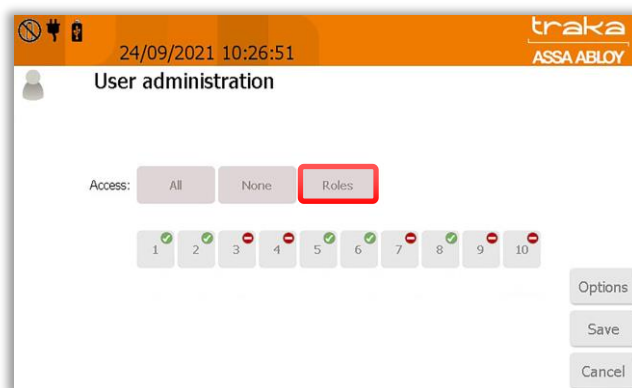 traka
24/09/2021 10:26:51
ASSA ABLOY
User administration
Access: All None Roles
1 2 3 4 5 6 7 8 9 10
Options
Save
Cancel